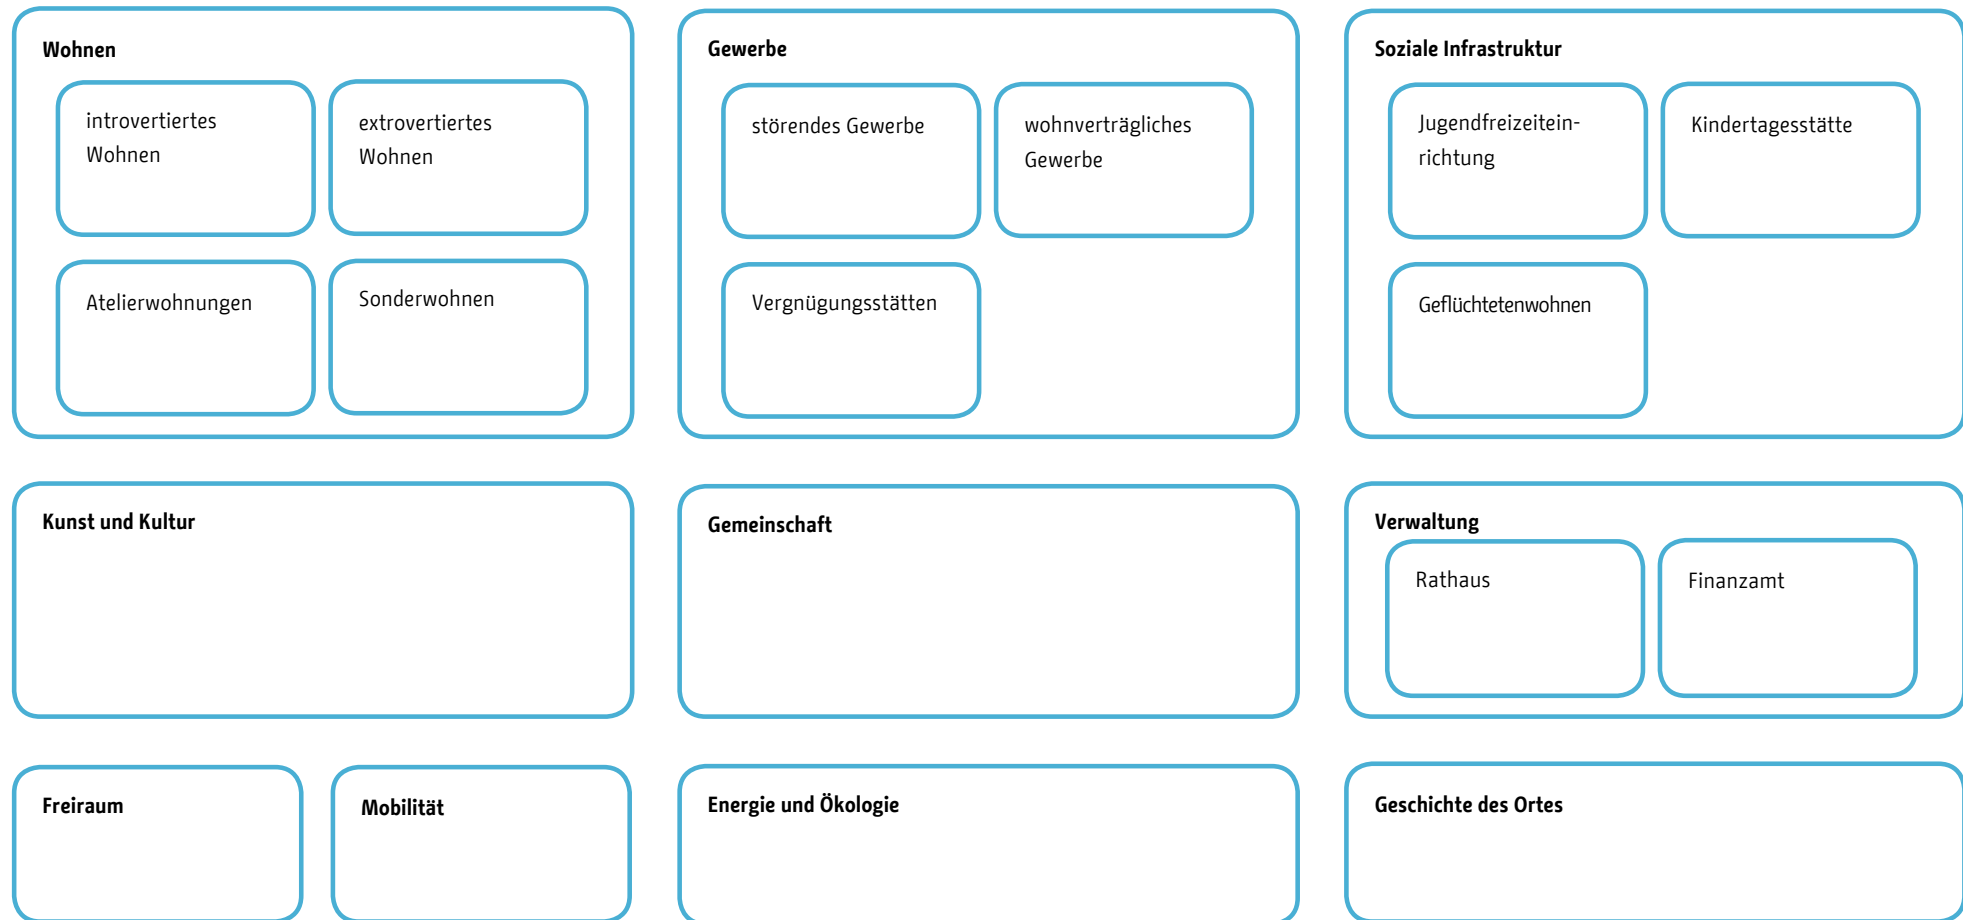 Wohnen
introvertiertes
Wohnen
extrovertiertes
Wohnen
Atelierwohnungen
Sonderwohnen
Gewerbe
störendes Gewerbe
wohnverträgliches
Gewerbe
Vergnügungsstätten
Soziale Infrastruktur
Jugendfreizeitein-
richtung
Kindertagesstätte
Geflüchtetenwohnen
Kunst und Kultur
Gemeinschaft
Verwaltung
Rathaus
Finanzamt
Freiraum
Mobilität
Energie und Ökologie
Geschichte des Ortes